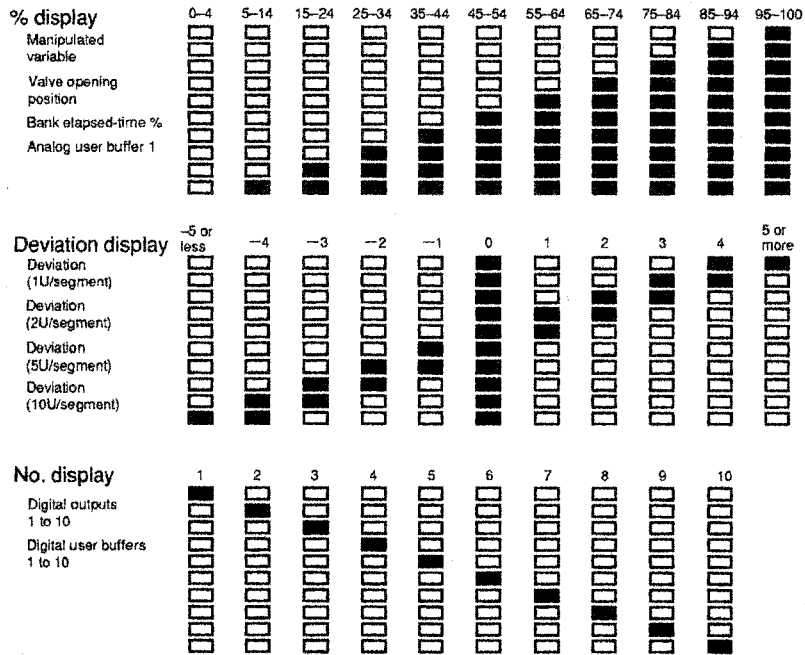 % display 0–4 5–14 15–24 25–34 35–44 45–54 55–64 65–74 75–84 85–94 95–100
Manipulated
variable
Valve opening
position
Bank elapsed-time %
Analog user buffer 1
–5 or 5 or
Deviation display less —4 —3 —2 —1 0 1 2 3 4 more
Deviation
(1U/segment)
Deviation
(2U/segment)
Deviation
(5U/segment)
Deviation
(10U/segment)
No. display 1 2 3 4 5 6 7 8 9 10
Digital outputs
1 to 10
Digital user buffers
1 to 10